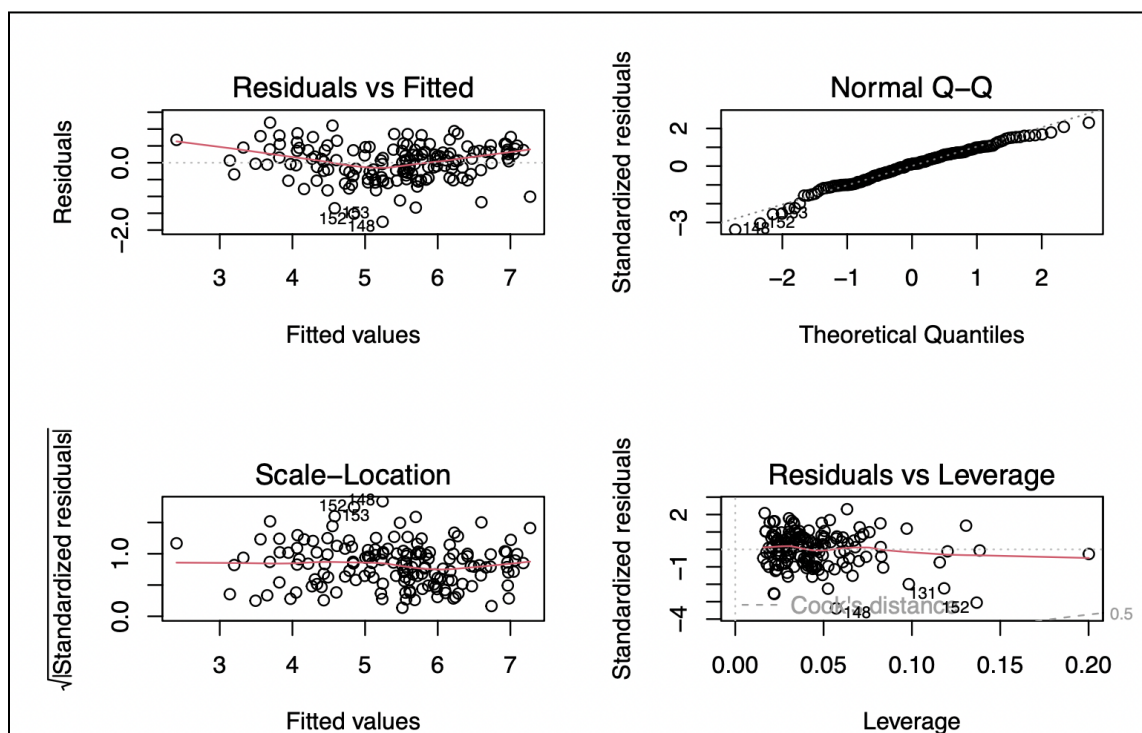 Residuals vs Fitted
Residuals
0.0
-2.0
152
153
148
3 4 5 6 7
Fitted values
Normal Q-Q
Standardized residuals
2
0
-3
148
152
153
-2 -1 0 1 2
Theoretical Quantiles
Scale-Location
√|Standardized residuals|
1.0
0.0
152
148
153
3 4 5 6 7
Fitted values
Residuals vs Leverage
Standardized residuals
2
-1
-4
131
Cook's distance
148
152
0.5
0.00 0.05 0.10 0.15 0.20
Leverage